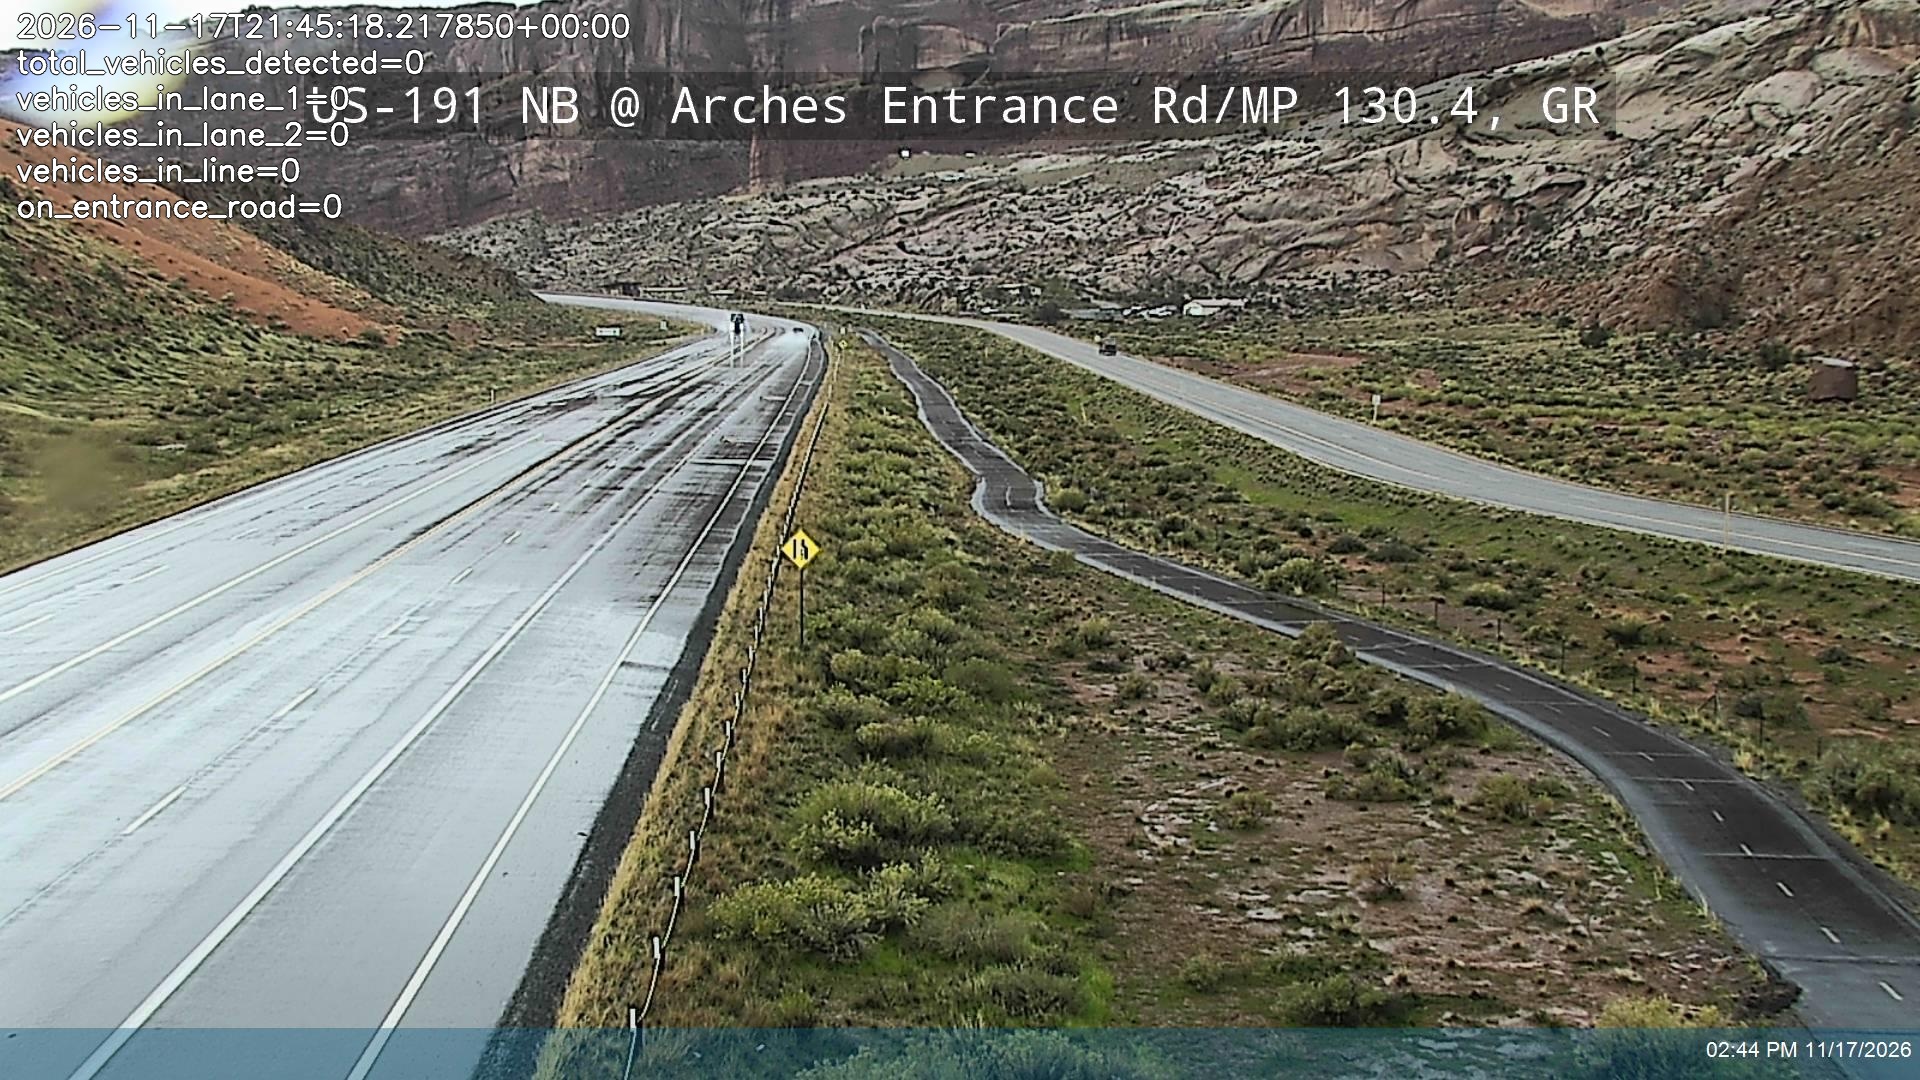 2026-11-17T21:45:18.217850+00:00
total_vehicles_detected=0
vehicles_in_lane_1=0
US-191 NB @ Arches Entrance Rd/MP 130.4, GR
vehicles_in_lane_2=0
vehicles_in_line=0
on_entrance_road=0
02:44 PM 11/17/2026